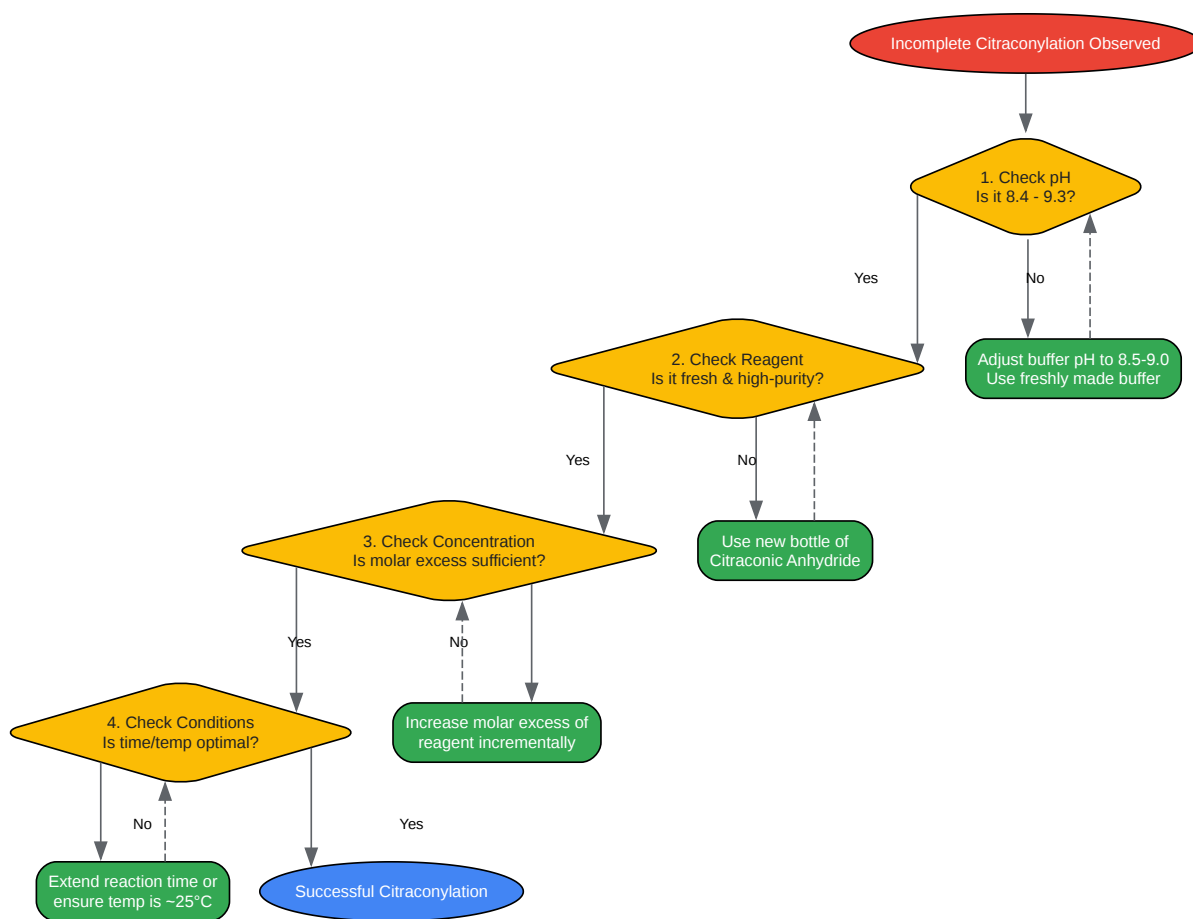 Incomplete Citraconylation Observed
1. Check pH
Is it 8.4 - 9.3?
Yes
No
2. Check Reagent
Is it fresh & high-purity?
Adjust buffer pH to 8.5-9.0
Use freshly made buffer
Yes
No
3. Check Concentration
Is molar excess sufficient?
Use new bottle of
Citraconic Anhydride
Yes
No
4. Check Conditions
Is time/temp optimal?
Increase molar excess of
reagent incrementally
No
Yes
Extend reaction time or
ensure temp is ~25°C
Successful Citraconylation